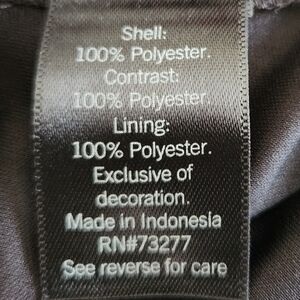 Shell:
100% Polyester.
Contrast:
100% Polyester.
Lining:
100% Polyester.
Exclusive of
decoration.
Made in Indonesia
RN#73277
See reverse for care